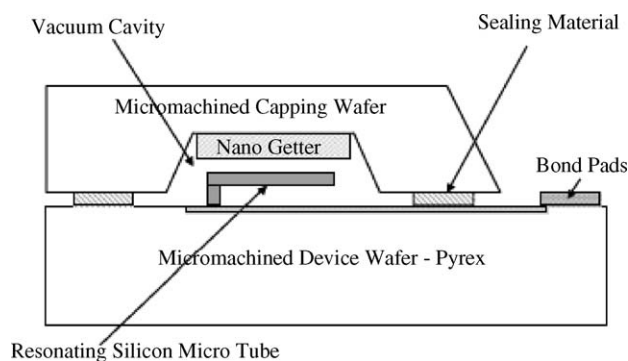 Vacuum Cavity
Sealing Material
Micromachined Capping Wafer
Nano Getter
Bond Pads
Micromachined Device Wafer - Pyrex
Resonating Silicon Micro Tube